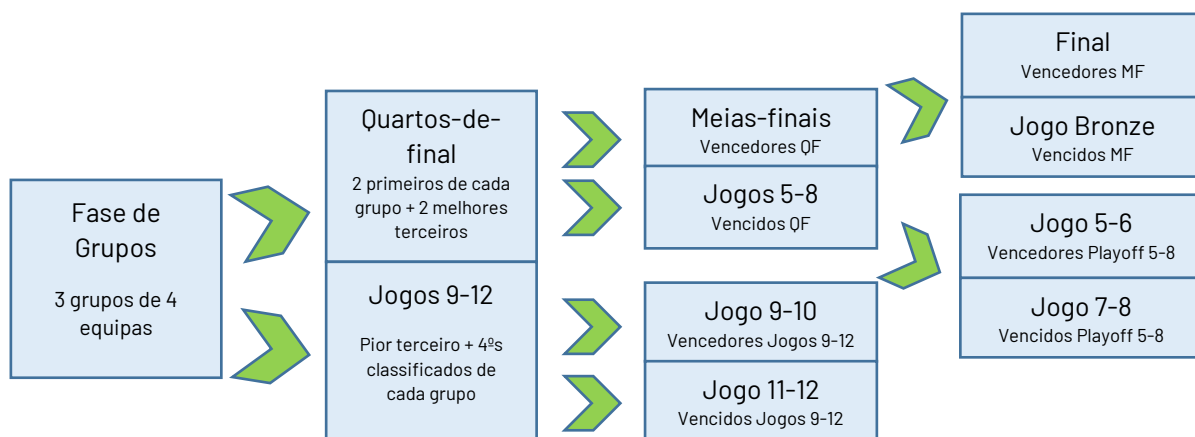 Fase de
Grupos
3 grupos de 4
equipas
Quartos-de-
final
2 primeiros de cada
grupo + 2 melhores
terceiros
Jogos 9-12
Pior terceiro + 4ºs
classificados de
cada grupo
Meias-finais
Vencedores QF
Jogos 5-8
Vencidos QF
Jogo 9-10
Vencedores Jogos 9-12
Jogo 11-12
Vencidos Jogos 9-12
Final
Vencedores MF
Jogo Bronze
Vencidos MF
Jogo 5-6
Vencedores Playoff 5-8
Jogo 7-8
Vencidos Playoff 5-8